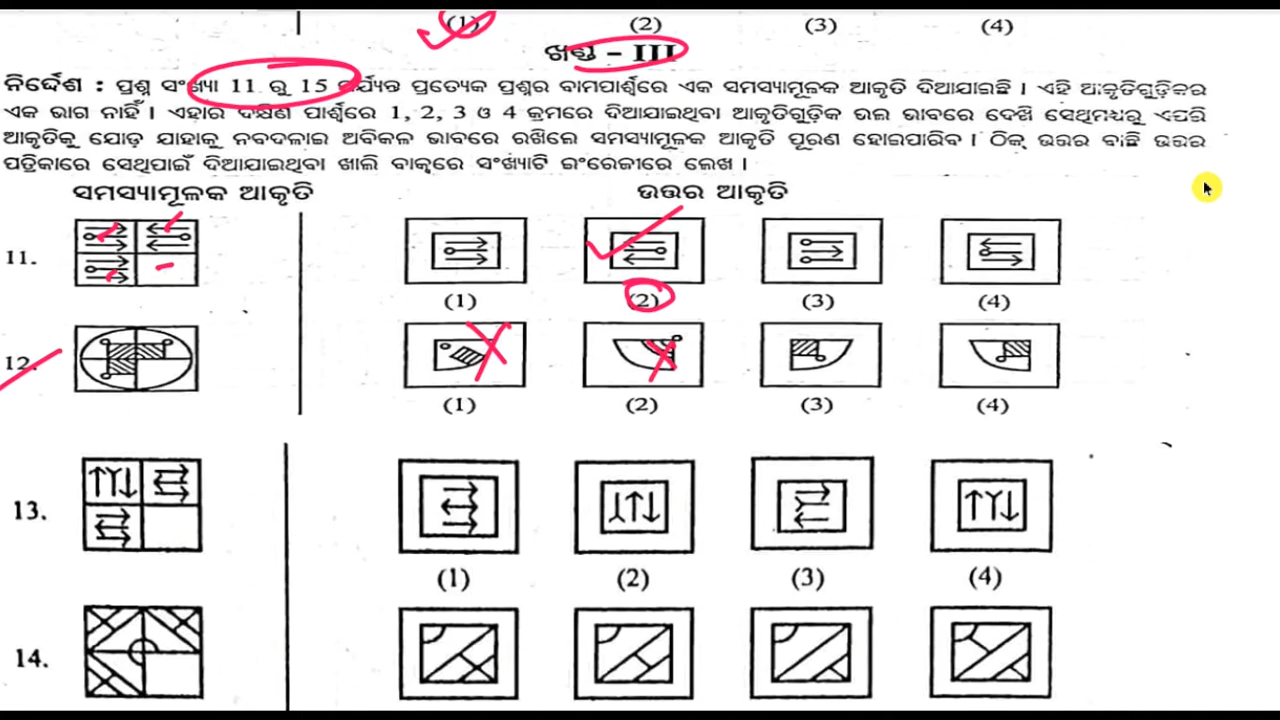 (1) (2) (3) (4)
ଖଣ୍ଡ – III
ନିର୍ଦ୍ଦେଶ : ପ୍ରଶ୍ନ ସଂଖ୍ୟା 11 ରୁ 15 ପର୍ଯ୍ୟନ୍ତ ପ୍ରତ୍ୟେକ ପ୍ରଶ୍ନର ବାମପାର୍ଶ୍ୱରେ ଏକ ସମସ୍ୟାମୂଳକ ଆକୃତି ଦିଆଯାଇଛି । ଏହି ଆକୃତିଗୁଡ଼ିକର
ଏକ ଭାଗ ନାହିଁ । ଏହାର ଦକ୍ଷିଣ ପାର୍ଶ୍ୱରେ 1, 2, 3 ଓ 4 କ୍ରମରେ ଦିଆଯାଇଥିବା ଆକୃତିଗୁଡ଼ିକ ଭଲ ଭାବରେ ଦେଖି ସେଥିମଧ୍ୟରୁ ଏପରି
ଆକୃତିକୁ ଯୋଡ଼ ଯାହାକୁ ନବଦଳାଇ ଅବିକଳ ଭାବରେ ରଖିଲେ ସମସ୍ୟାମୂଳକ ଆକୃତି ପୂରଣ ହୋଇପାରିବ । ଠିକ୍ ଉତ୍ତର ବାଛି ଉତ୍ତର
ପତ୍ରିକାରେ ସେଥିପାଇଁ ଦିଆଯାଇଥିବା ଖାଲି ବାକ୍ସରେ ସଂଖ୍ୟାଟି ଇଂରେଜୀରେ ଲେଖ ।
ସମସ୍ୟାମୂଳକ ଆକୃତି ଉତ୍ତର ଆକୃତି
11.
(1) (2) (3) (4)
12.
(1) (2) (3) (4)
13.
(1) (2) (3) (4)
14.